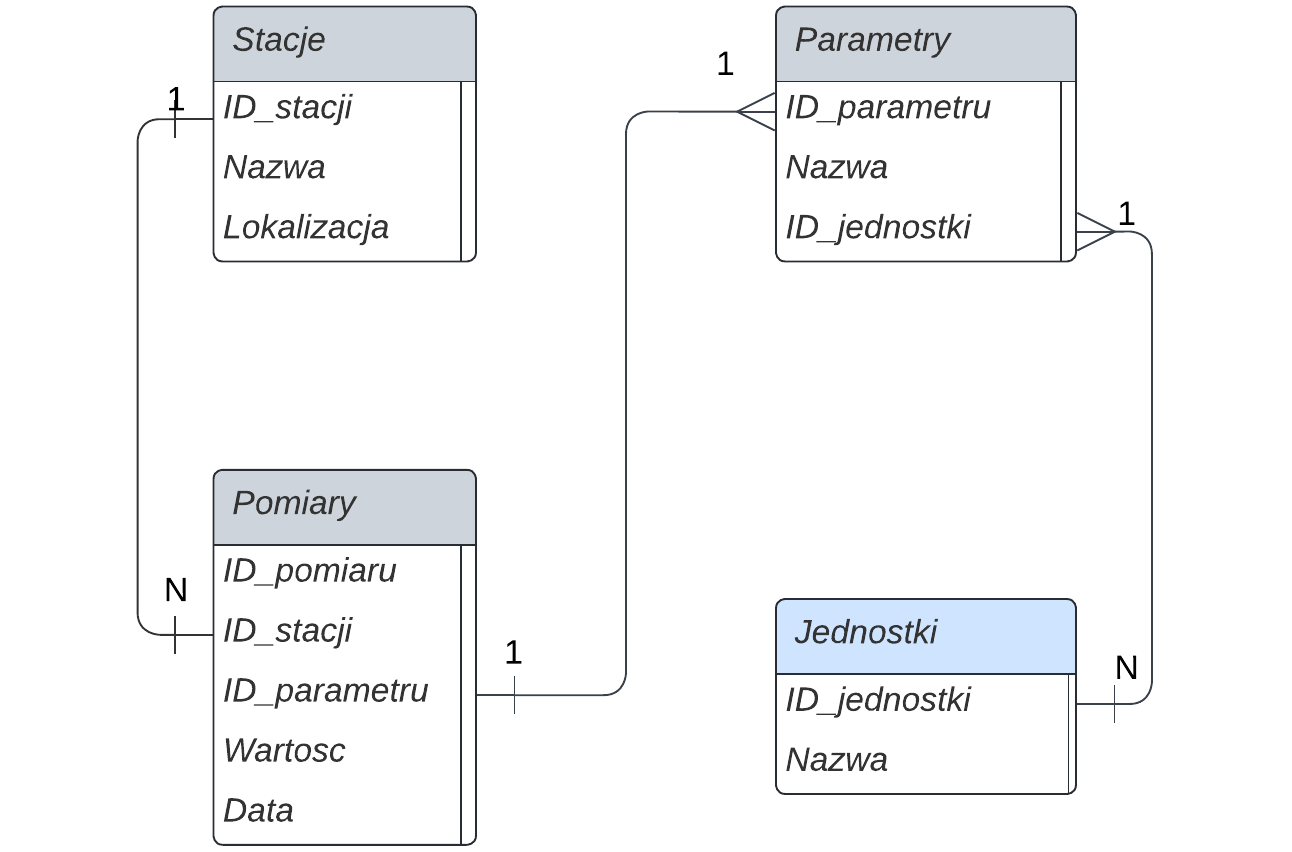 Stacje
1
ID_stacji
Nazwa
Lokalizacja
Parametry
1
ID_parametru
Nazwa
ID_jednostki
1
Pomiary
ID_pomiaru
N
ID_stacji
ID_parametru
1
Wartosc
Data
Jednostki
N
ID_jednostki
Nazwa